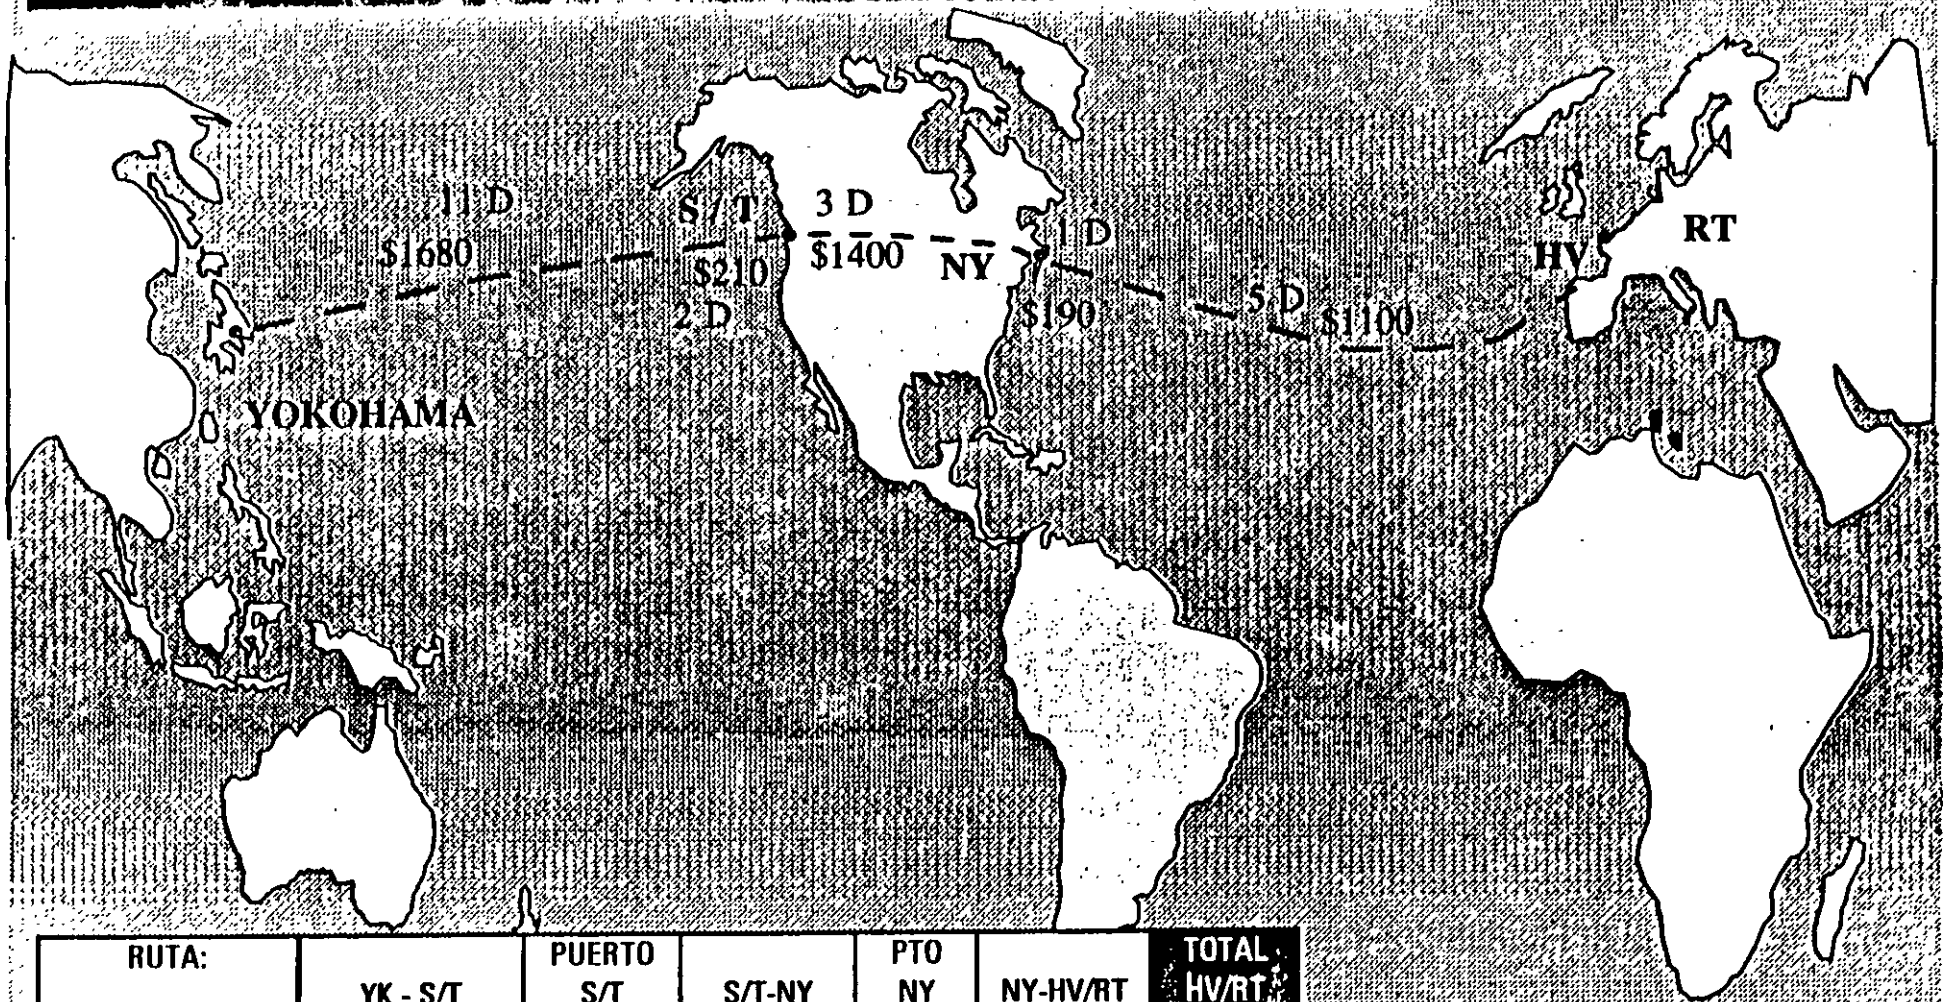 11 D
S / T
3 D
1 D
RT
$1680
$210
$1400
NY
HV
2 D
$190
5 D
$1100
YOKOHAMA
RUTA:
YK - S/T
PUERTO
S/T
S/T-NY
PTO
NY
NY-HV/RT
TOTAL
HV/RT